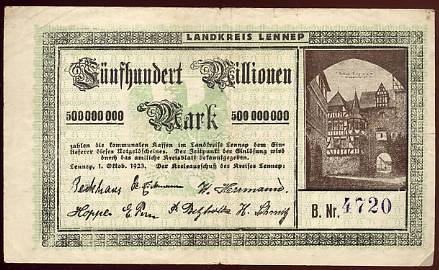 LANDKREIS LENNEP
Fünfhundert Millionen
500 000 000 Mark 500 000 000
zahlen die kommunalen Kassen im Landkreise Lennep dem Ein-
lieferer dieses Notgeldscheines. Der Zeitpunkt der Einlösung wird
durch das amtliche Kreisblatt bekanntgegeben.
Lennep, 1. Oktob. 1923. Der Kreisausschuß des Kreises Lennep:
W. Hermanns.
B. Nr. 4720